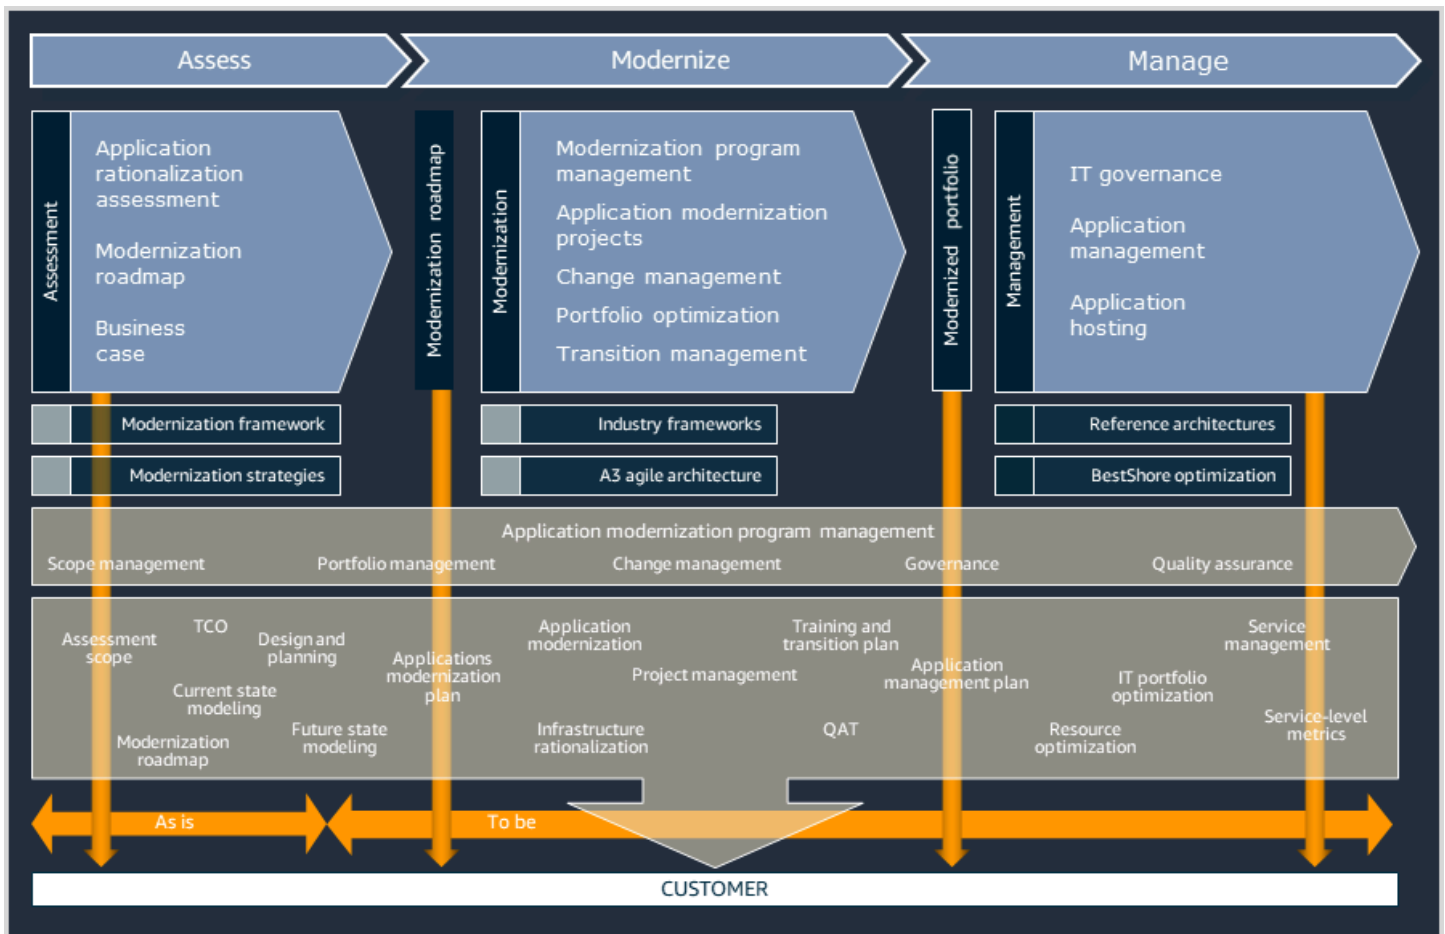 Assess
Modernize
Manage
Assessment
Application
rationalization
assessment
Modernization
roadmap
Business
case
Modernization roadmap
Modernization
Modernization program
management
Application modernization
projects
Change management
Portfolio optimization
Transition management
Modernized portfolio
Management
IT governance
Application
management
Application
hosting
Modernization framework
Modernization strategies
Industry frameworks
A3 agile architecture
Reference architectures
BestShore optimization
Application modernization program management
Scope management
Portfolio management
Change management
Governance
Quality assurance
Assessment
scope
TCO
Design and
planning
Current state
modeling
Modernization
roadmap
Future state
modeling
Applications
modernization
plan
Application
modernization
Project management
Infrastructure
rationalization
Training and
transition plan
QAT
Application
management plan
Resource
optimization
IT portfolio
optimization
Service
management
Service-level
metrics
As is
To be
CUSTOMER